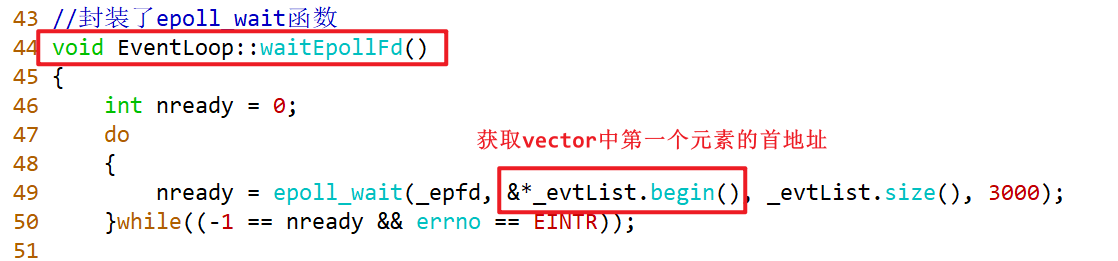 43 //封装了epoll_wait函数
44 void EventLoop::waitEpollFd()
45 {
46     int nready = 0;
47     do
获取vector中第一个元素的首地址
48     {
49         nready = epoll_wait(_epfd, &*_evtList.begin(), _evtList.size(), 3000);
50     }while((-1 == nready && errno == EINTR));
51